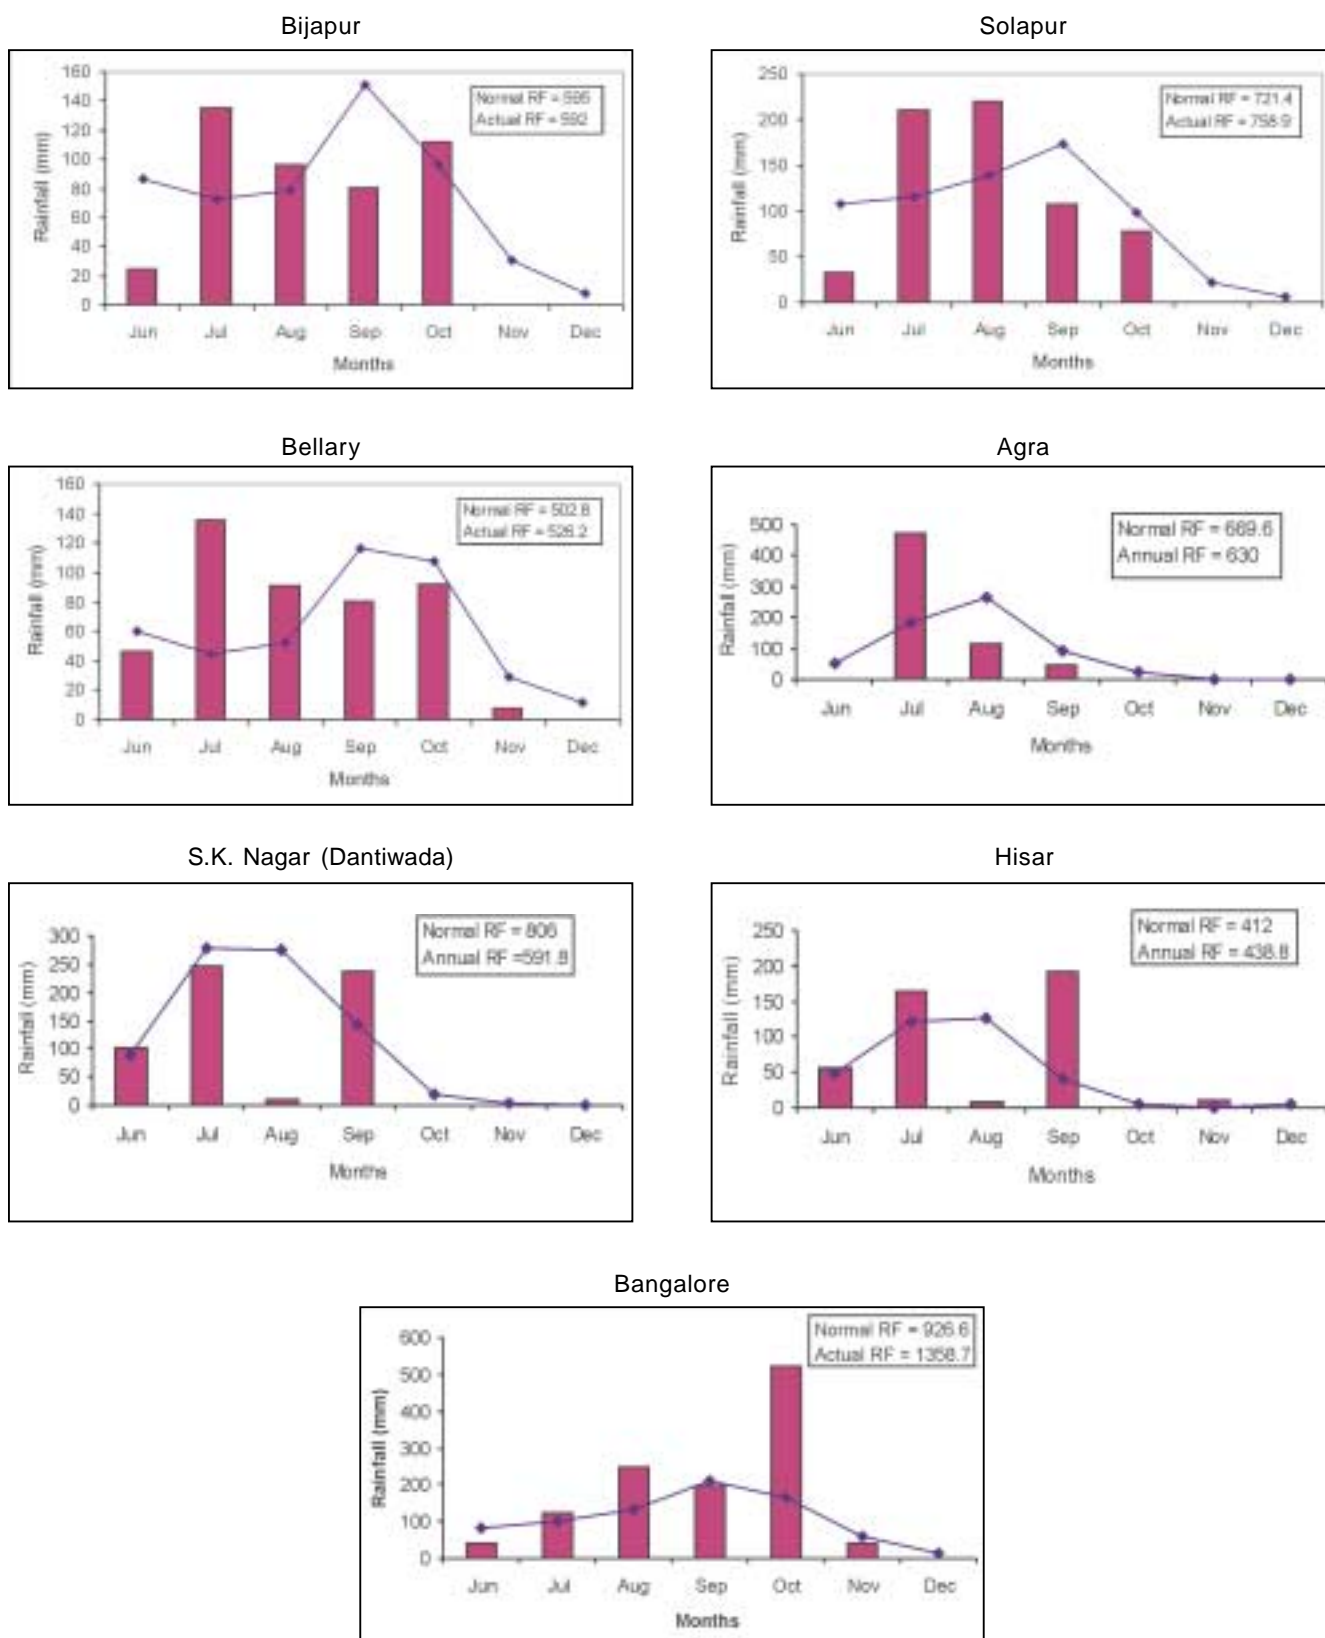 Bijapur
160
140
120
100
80
60
40
20
0
Rainfall (mm)
Normal RF = 595
Actual RF = 592
Jun Jul Aug Sep Oct Nov Dec
Months
Solapur
250
200
150
100
50
0
Rainfall (mm)
Normal RF = 721.4
Actual RF = 758.9
Jun Jul Aug Sep Oct Nov Dec
Months
Bellary
160
140
120
100
80
60
40
20
0
Rainfall (mm)
Normal RF = 502.8
Actual RF = 526.2
Jun Jul Aug Sep Oct Nov Dec
Months
Agra
500
400
300
200
100
0
Rainfall (mm)
Normal RF = 669.6
Annual RF = 630
Jun Jul Aug Sep Oct Nov Dec
Months
S.K. Nagar (Dantiwada)
300
250
200
150
100
50
0
Rainfall (mm)
Normal RF = 806
Annual RF =591.8
Jun Jul Aug Sep Oct Nov Dec
Months
Hisar
250
200
150
100
50
0
Rainfall (mm)
Normal RF = 412
Annual RF = 438.8
Jun Jul Aug Sep Oct Nov Dec
Months
Bangalore
600
500
400
300
200
100
0
Rainfall (mm)
Normal RF = 926.6
Actual RF = 1358.7
Jun Jul Aug Sep Oct Nov Dec
Months